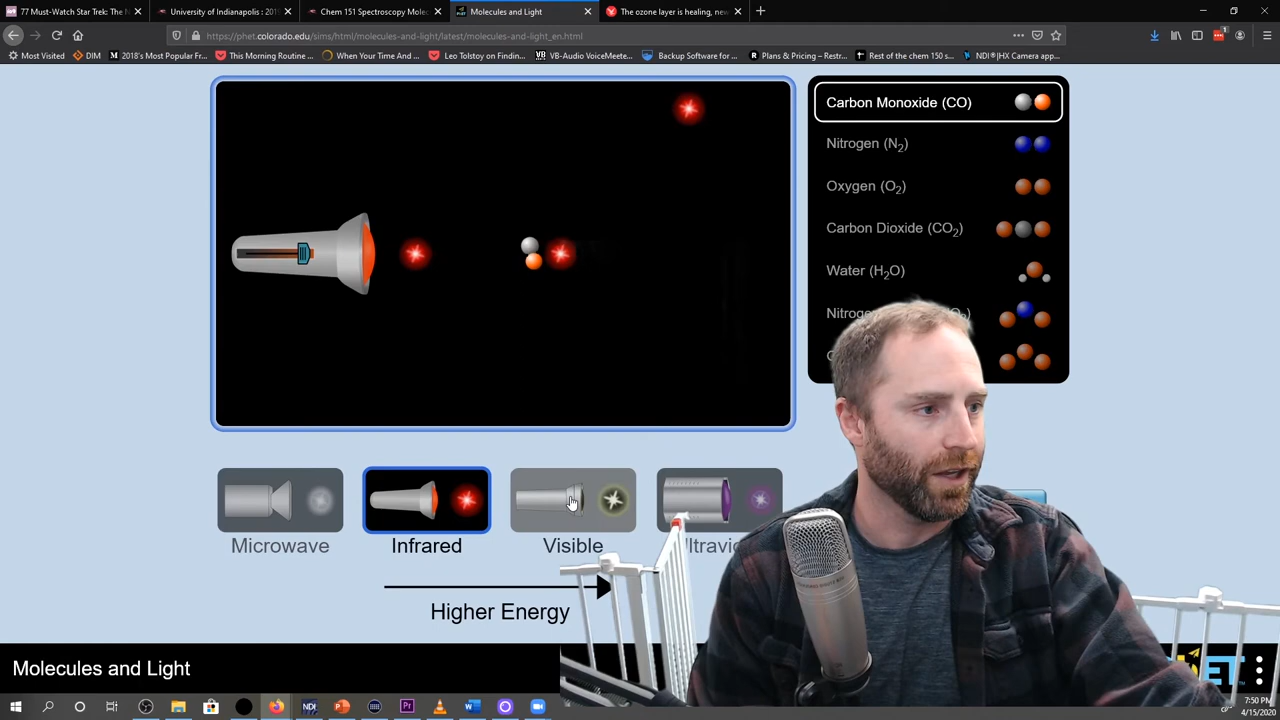 77 Must-Watch Star Trek: The N
University of Indianapolis : 2019
Chem 151 Spectroscopy Molec
Molecules and Light
The ozone layer is healing, new
https://phet.colorado.edu/sims/html/molecules-and-light/latest/molecules-and-light_en.html
Most Visited
DIM
2018's Most Popular Fr...
This Morning Routine ...
When Your Time And ...
Leo Tolstoy on Findin...
VB-Audio VoiceMeete...
Backup Software for ...
Plans & Pricing – Restr...
Rest of the chem 150 s...
NDI®|HX Camera app...
Carbon Monoxide (CO)
Nitrogen (N2)
Oxygen (O2)
Carbon Dioxide (CO2)
Water (H2O)
Microwave
Infrared
Visible
Higher Energy
Molecules and Light
7:50 PM
4/15/2020